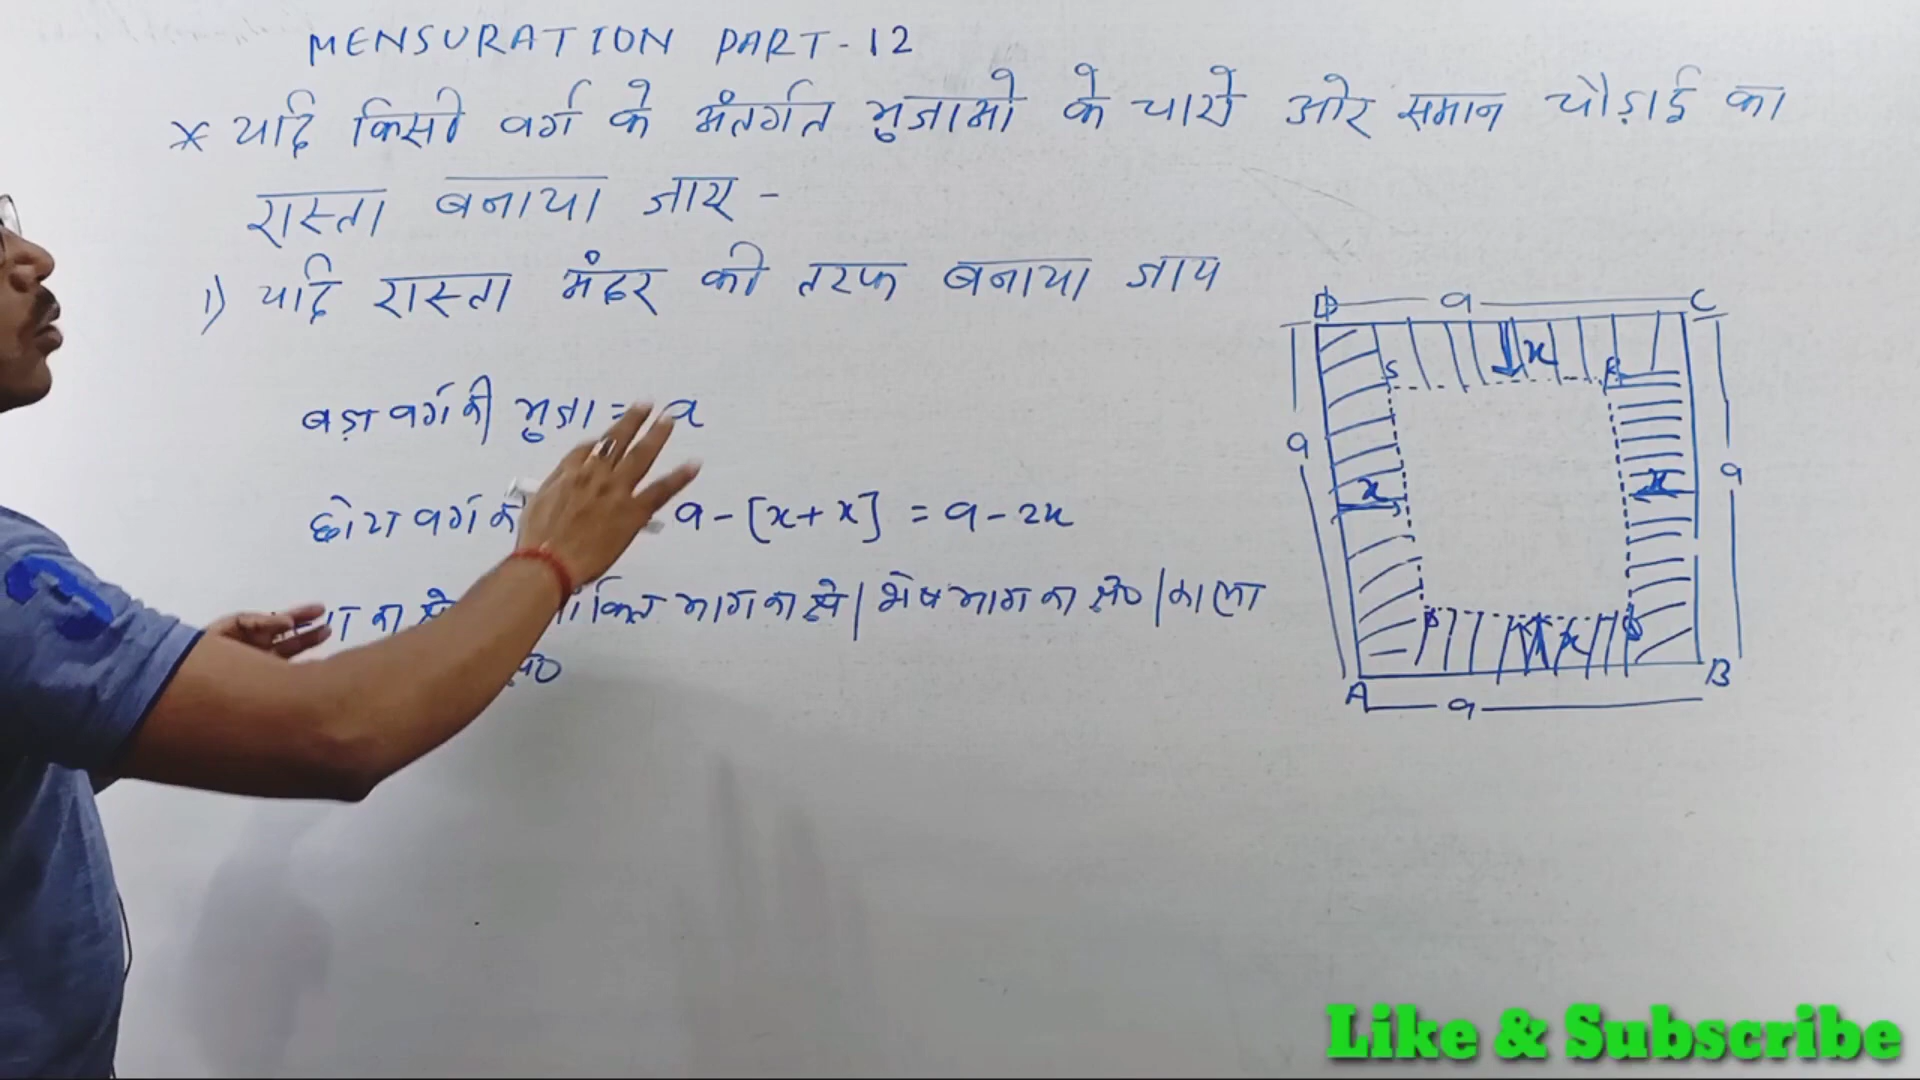 MENSURATION PART-12
* यदि किसी वर्ग के अंतर्गत भुजाओ के चारो ओर समान चौड़ाई का
रास्ता बनाया जाए -
1) यदि रास्ता अंदर की तरफ बनाया जाय
बड़ा वर्ग की भुजा = a
छोटा वर्ग की a-[x+x] = a-2x
का क्षे भाग का क्षे | शेष भाग का क्षे० | काला
क्षे०
D a C
S x R
a a
x x
P x Q
A a B
Like & Subscribe